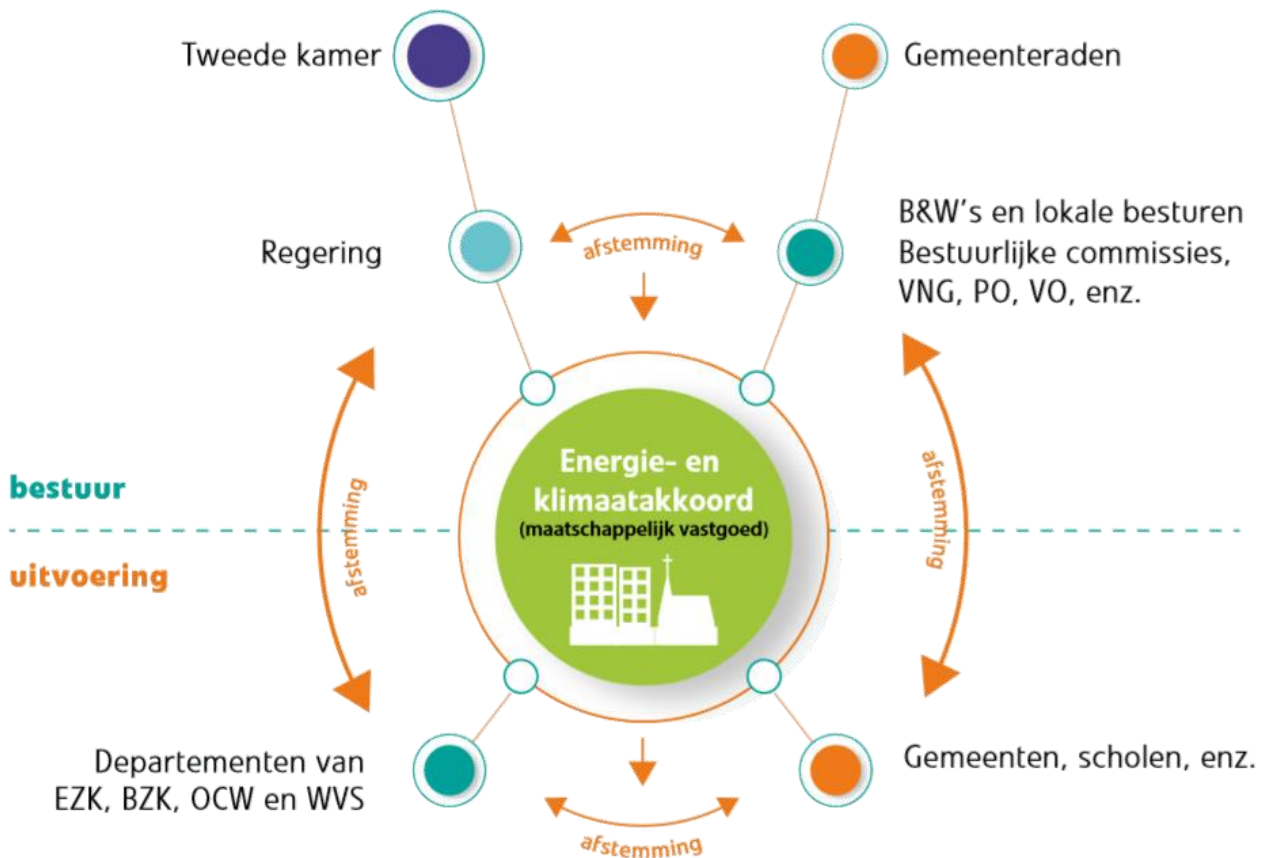 Tweede kamer
Gemeenteraden
Regering
afstemming
B&W's en lokale besturen
Bestuurlijke commissies,
VNG, PO, VO, enz.
bestuur
uitvoering
afstemming
Energie- en
klimaatakkoord
(maatschappelijk vastgoed)
afstemming
Departementen van
EZK, BZK, OCW en WVS
Gemeenten, scholen, enz.
afstemming